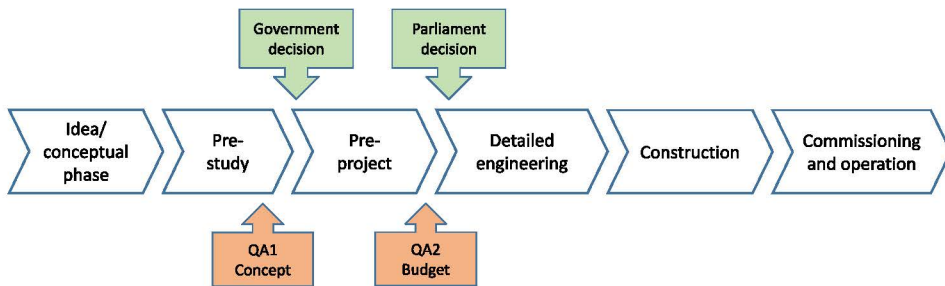 Government
decision
Parliament
decision
Idea/
conceptual
phase
Pre-
study
Pre-
project
Detailed
engineering
Construction
Commissioning
and operation
QA1
Concept
QA2
Budget